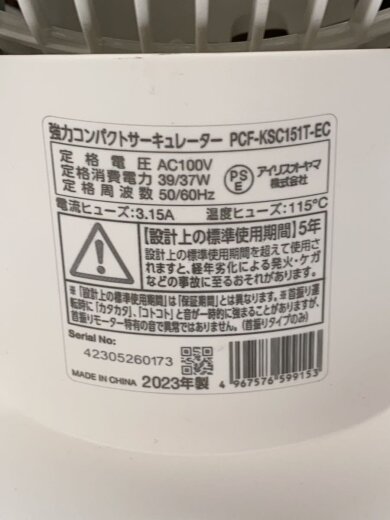 強力コンパクトサーキュレーター PCF-KSC151T-EC
定格電圧 AC100V
定格消費電力 39/37W
定格周波数 50/60Hz
PS
E
アイリスオーヤマ
株式会社
電流ヒューズ:3.15A 温度ヒューズ:115℃
【設計上の標準使用期間】5年
設計上の標準使用期間を超えて使用さ
れますと、経年劣化による発火・ケガ
などの事故に至るおそれがあります。
※「設計上の標準使用期間」は「保証期間」とは異なります。※首振り運
転時に「カタカタ」、「コトコト」と音が一時的に強まることがありますが、
首振りモーター特有の音で異常ではありません。(首振りタイプのみ)
Serial No:
42305260173
MADE IN CHINA 2023年製
4 967576 599153